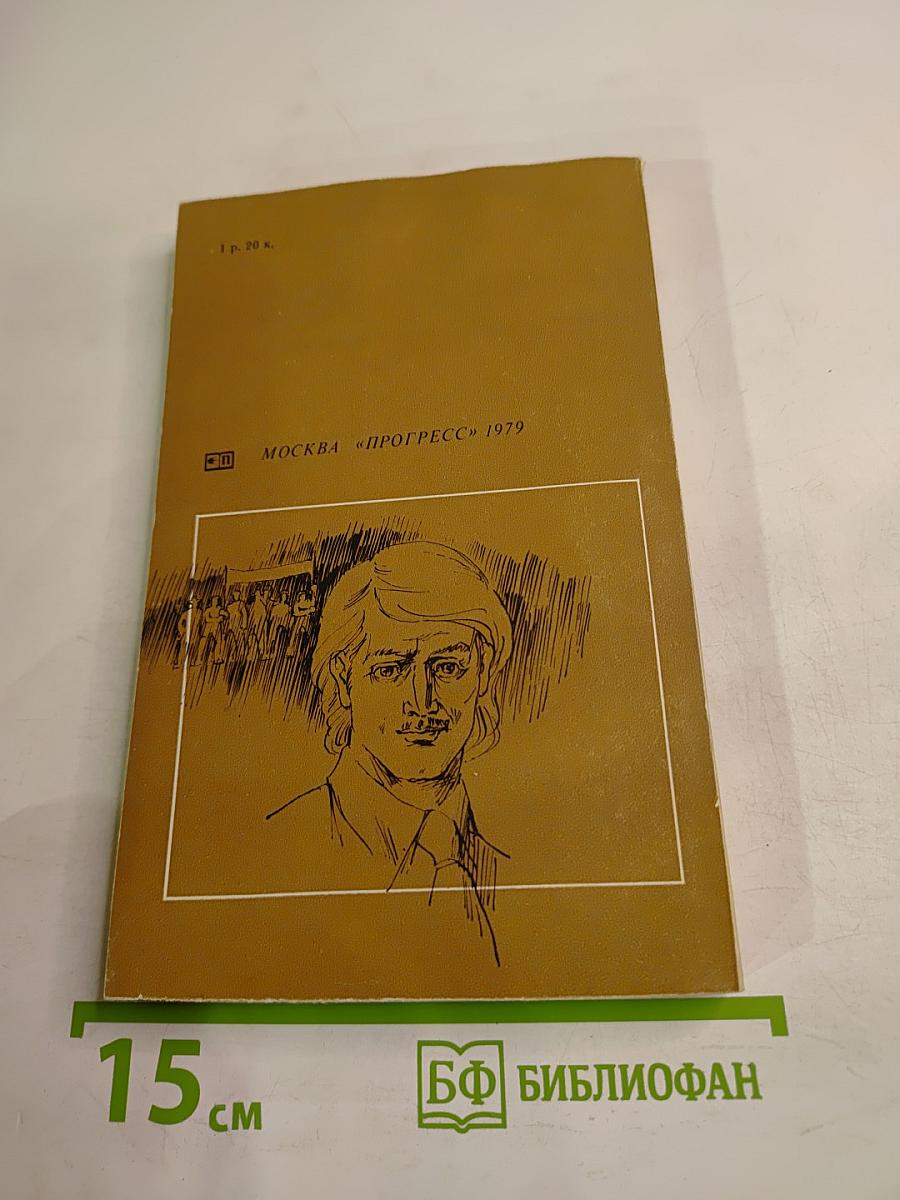 1 р. 20 к.
П МОСКВА «ПРОГРЕСС» 1979
15 см
БФ БИБЛИОФАН